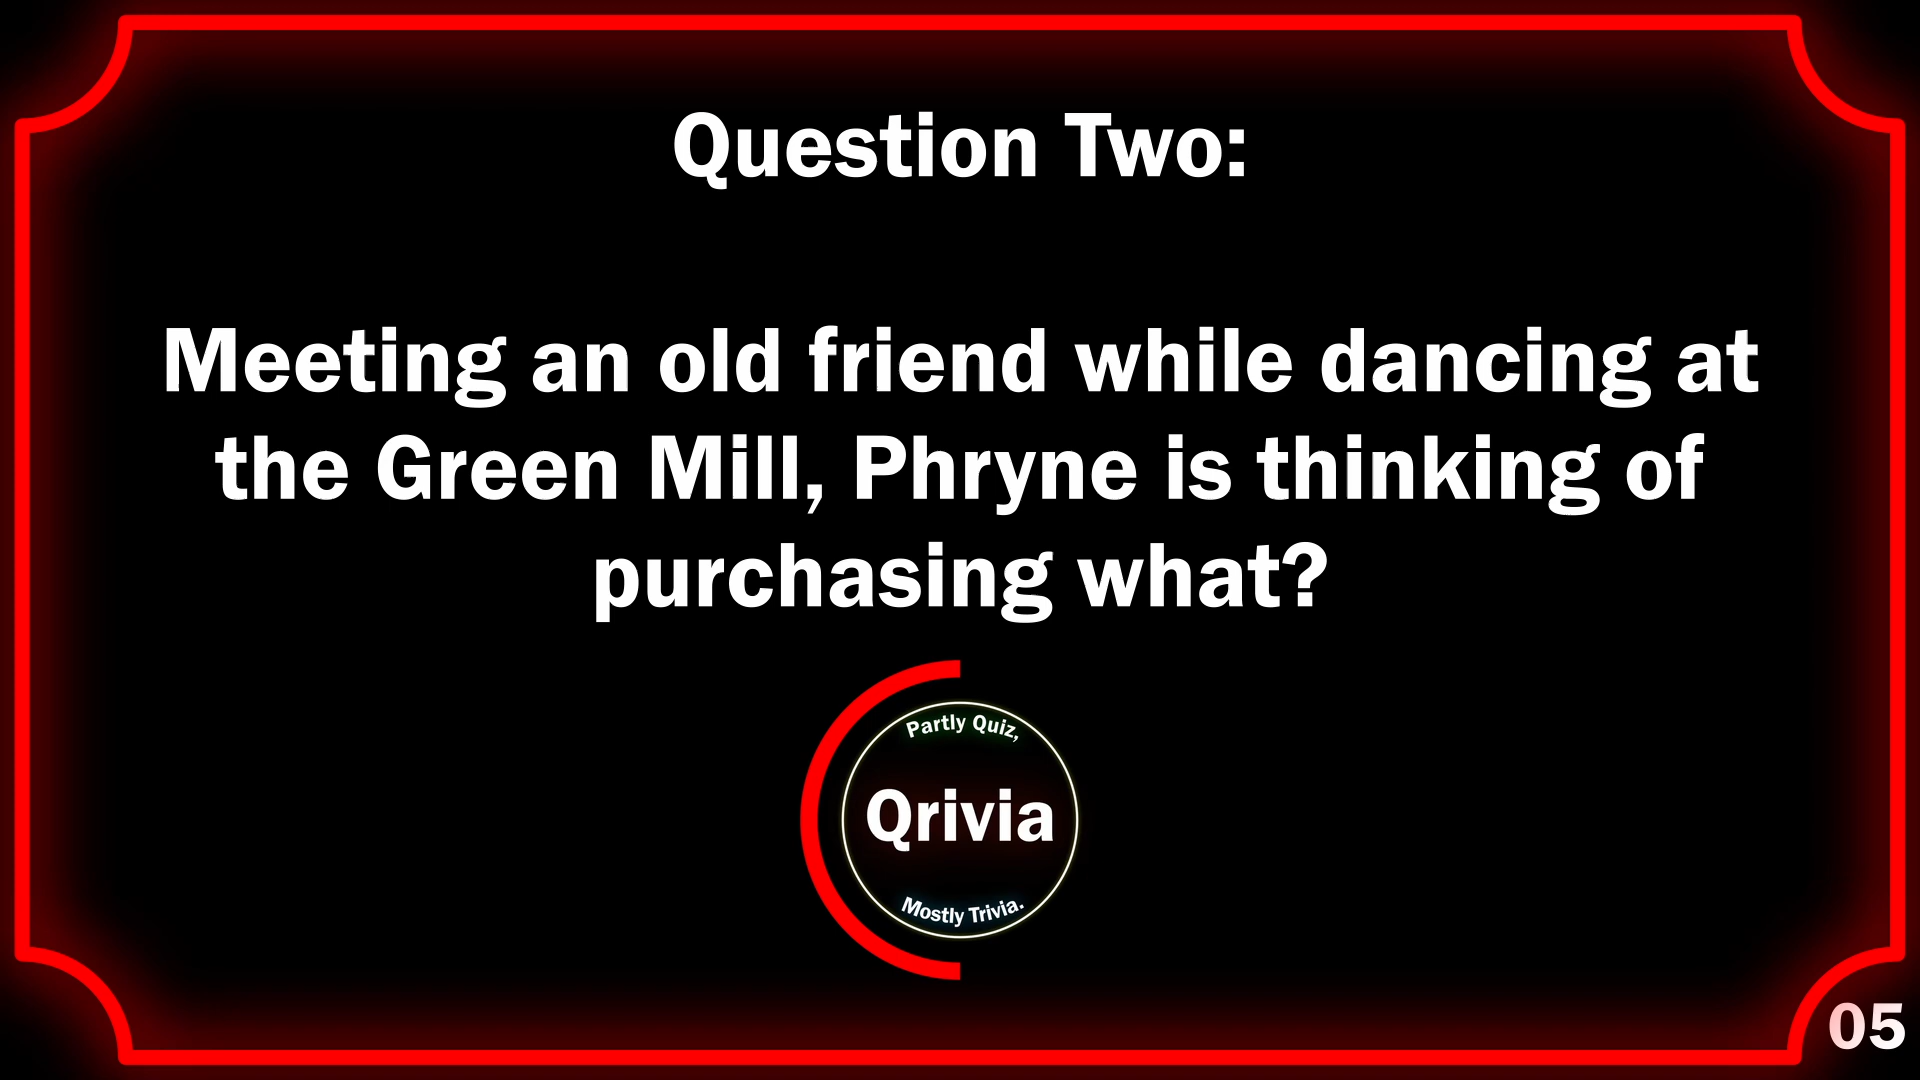 Question Two:
Meeting an old friend while dancing at
the Green Mill, Phryne is thinking of
purchasing what?
Partly Quiz,
Qrivia
Mostly Trivia.
05